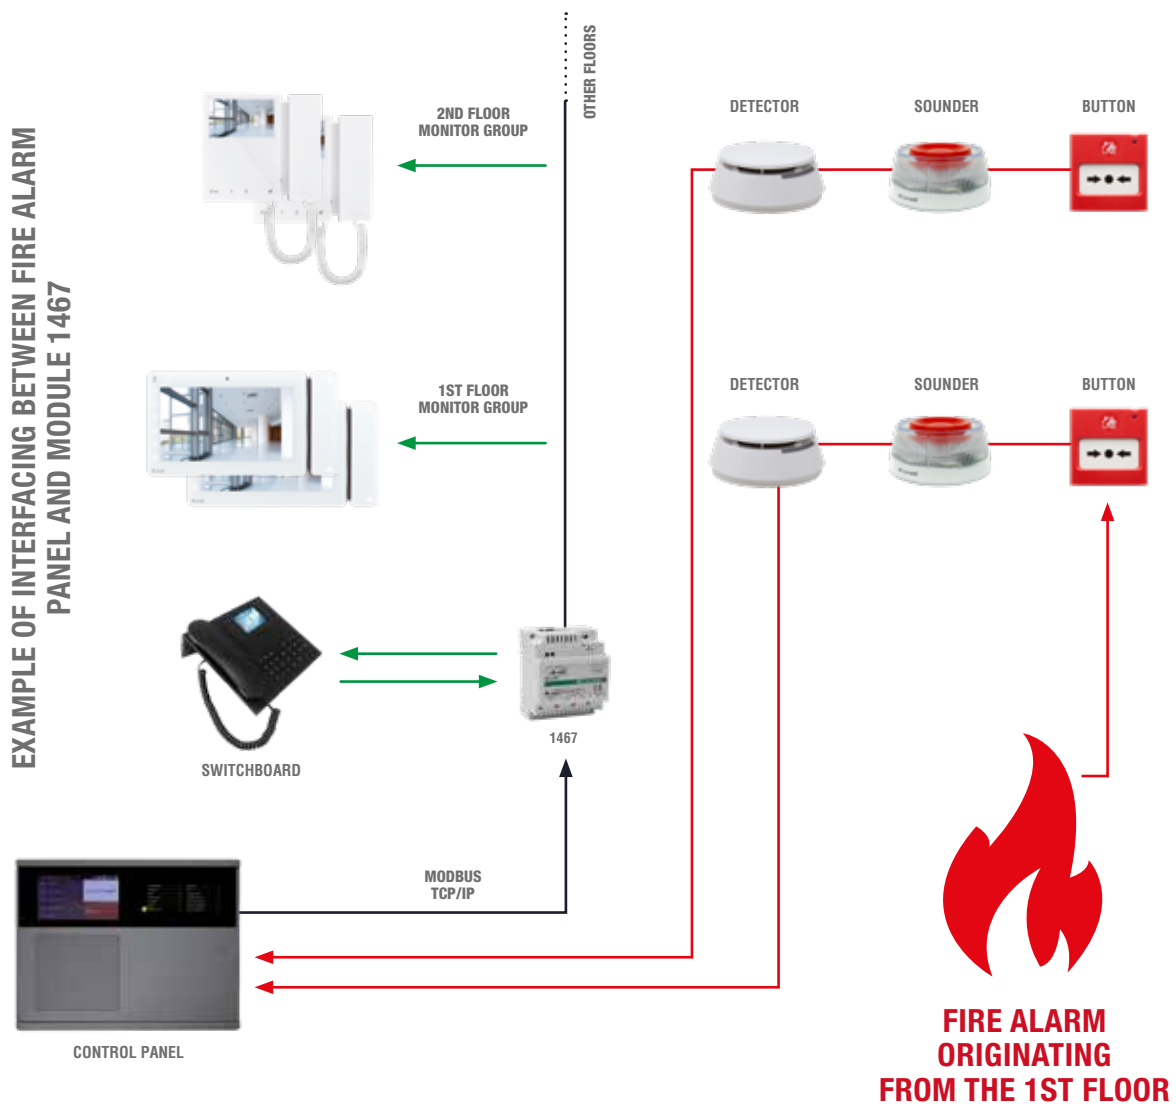 EXAMPLE OF INTERFACING BETWEEN FIRE ALARM
PANEL AND MODULE 1467
OTHER FLOORS
2ND FLOOR
MONITOR GROUP
DETECTOR
SOUNDER
BUTTON
1ST FLOOR
MONITOR GROUP
DETECTOR
SOUNDER
BUTTON
SWITCHBOARD
1467
MODBUS
TCP/IP
CONTROL PANEL
FIRE ALARM
ORIGINATING
FROM THE 1ST FLOOR